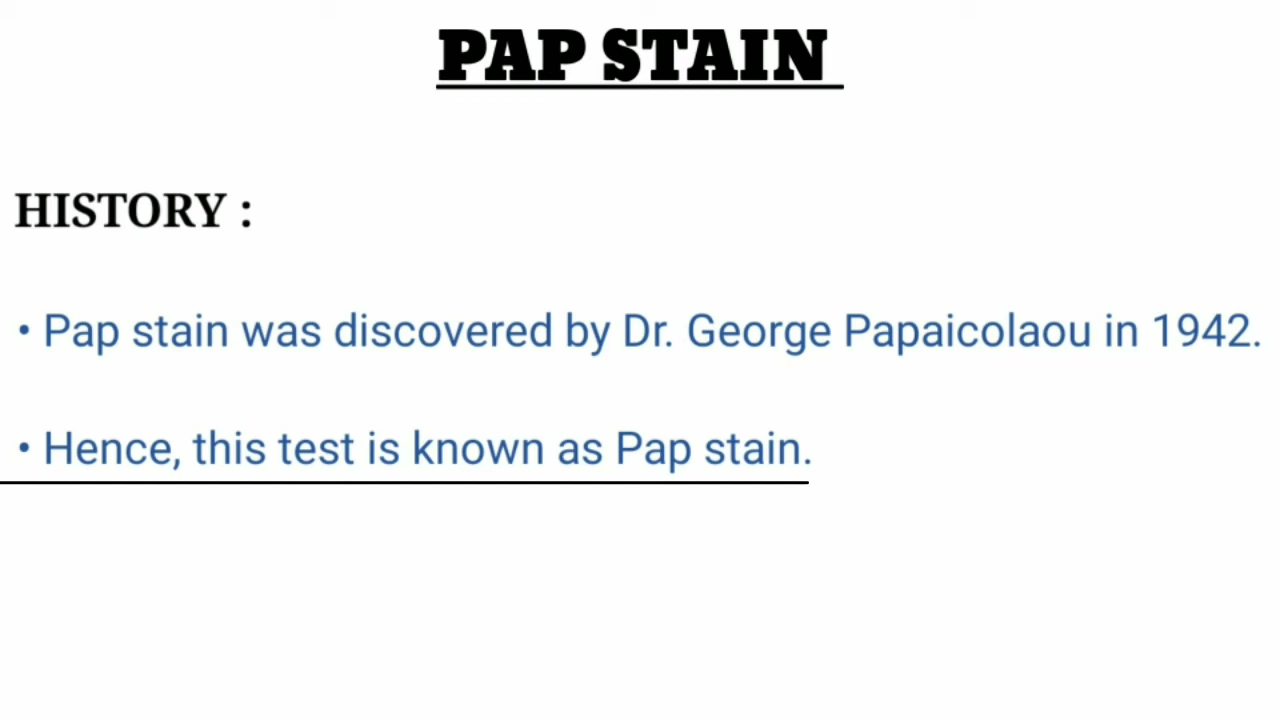 PAP STAIN
HISTORY :
• Pap stain was discovered by Dr. George Papaicolaou in 1942.
• Hence, this test is known as Pap stain.